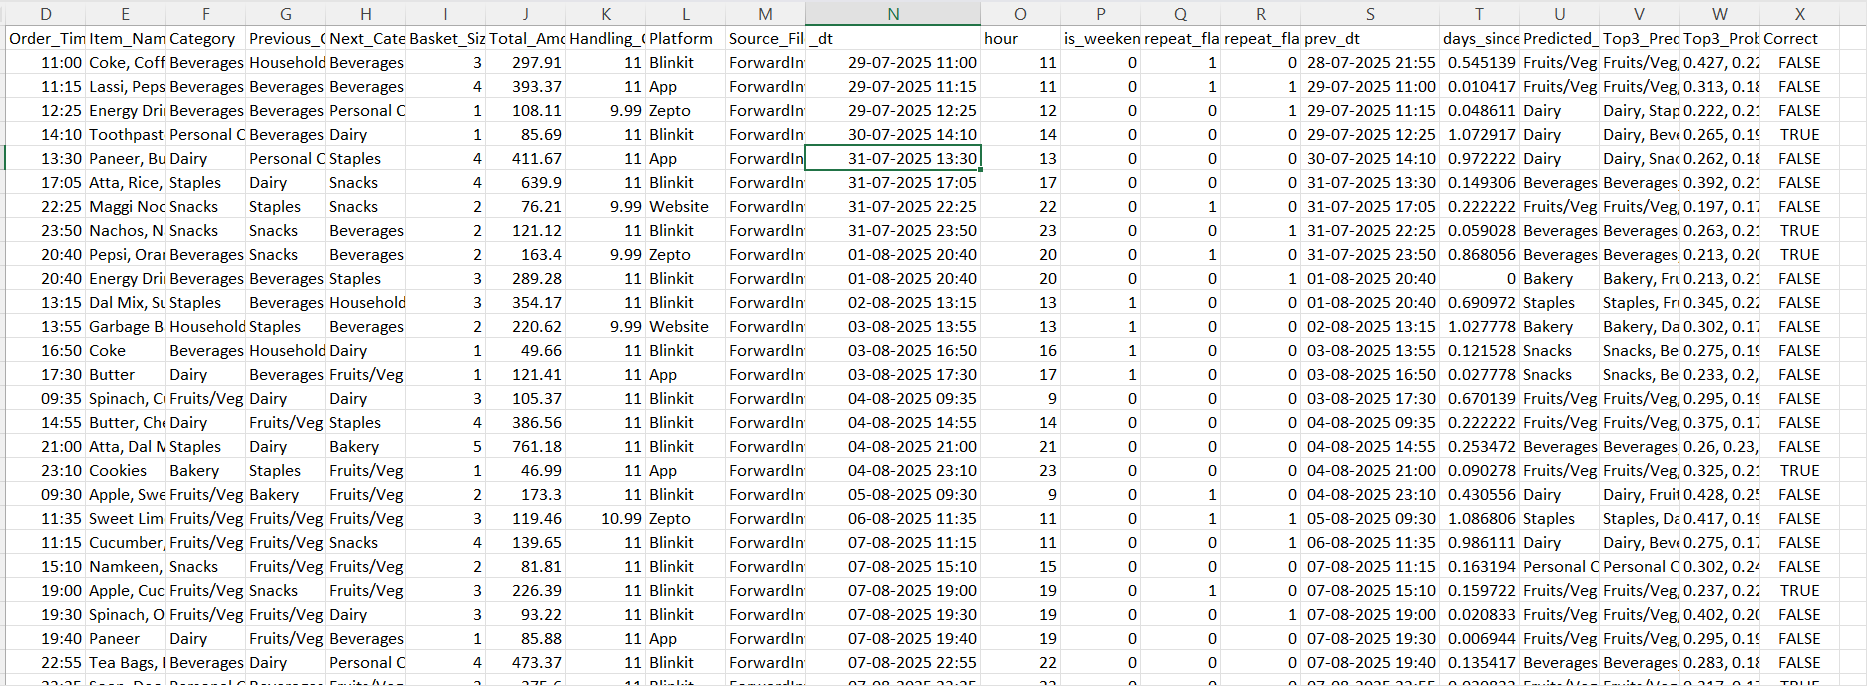 D E F G H I J K L M N O P Q R S T U V W X
Order_Tim Item_Nam Category Previous_C Next_Cate Basket_Siz Total_Amo Handling_C Platform Source_Fil _dt hour is_weeken repeat_fla repeat_fla prev_dt days_since Predicted_ Top3_Pred Top3_Prob Correct
11:00 Coke, Coff Beverages Household Beverages 3 297.91 11 Blinkit ForwardIn 29-07-2025 11:00 11 0 1 0 28-07-2025 21:55 0.545139 Fruits/Veg Fruits/Veg, 0.427, 0.22 FALSE
11:15 Lassi, Peps Beverages Beverages Beverages 4 393.37 11 App ForwardIn 29-07-2025 11:15 11 0 1 1 29-07-2025 11:00 0.010417 Fruits/Veg Fruits/Veg, 0.313, 0.18 FALSE
12:25 Energy Dri Beverages Beverages Personal C 1 108.11 9.99 Zepto ForwardIn 29-07-2025 12:25 12 0 0 1 29-07-2025 11:15 0.048611 Dairy Dairy, Stap 0.222, 0.21 FALSE
14:10 Toothpast Personal C Beverages Dairy 1 85.69 11 Blinkit ForwardIn 30-07-2025 14:10 14 0 0 0 29-07-2025 12:25 1.072917 Dairy Dairy, Beve 0.265, 0.19 TRUE
13:30 Paneer, Bu Dairy Personal C Staples 4 411.67 11 App ForwardIn 31-07-2025 13:30 13 0 0 0 30-07-2025 14:10 0.972222 Dairy Dairy, Snac 0.262, 0.18 FALSE
17:05 Atta, Rice, Staples Dairy Snacks 4 639.9 11 Blinkit ForwardIn 31-07-2025 17:05 17 0 0 0 31-07-2025 13:30 0.149306 Beverages Beverages, 0.392, 0.21 FALSE
22:25 Maggi Noo Snacks Staples Snacks 2 76.21 9.99 Website ForwardIn 31-07-2025 22:25 22 0 1 0 31-07-2025 17:05 0.222222 Fruits/Veg Fruits/Veg, 0.197, 0.17 FALSE
23:50 Nachos, N Snacks Snacks Beverages 2 121.12 11 Blinkit ForwardIn 31-07-2025 23:50 23 0 0 1 31-07-2025 22:25 0.059028 Beverages Beverages, 0.263, 0.21 TRUE
20:40 Pepsi, Oran Beverages Snacks Beverages 2 163.4 9.99 Zepto ForwardIn 01-08-2025 20:40 20 0 1 0 31-07-2025 23:50 0.868056 Beverages Beverages, 0.213, 0.20 TRUE
20:40 Energy Dri Beverages Beverages Staples 3 289.28 11 Blinkit ForwardIn 01-08-2025 20:40 20 0 0 1 01-08-2025 20:40 0 Bakery Bakery, Fru 0.213, 0.21 FALSE
13:15 Dal Mix, Su Staples Beverages Household 3 354.17 11 Blinkit ForwardIn 02-08-2025 13:15 13 1 0 0 01-08-2025 20:40 0.690972 Staples Staples, Fru 0.345, 0.22 FALSE
13:55 Garbage B Household Staples Beverages 2 220.62 9.99 Website ForwardIn 03-08-2025 13:55 13 1 0 0 02-08-2025 13:15 1.027778 Bakery Bakery, Da 0.302, 0.17 FALSE
16:50 Coke Beverages Household Dairy 1 49.66 11 Blinkit ForwardIn 03-08-2025 16:50 16 1 0 0 03-08-2025 13:55 0.121528 Snacks Snacks, Be 0.275, 0.19 FALSE
17:30 Butter Dairy Beverages Fruits/Veg 1 121.41 11 App ForwardIn 03-08-2025 17:30 17 1 0 0 03-08-2025 16:50 0.027778 Snacks Snacks, Be 0.233, 0.2, FALSE
09:35 Spinach, Cu Fruits/Veg Dairy Dairy 3 105.37 11 Blinkit ForwardIn 04-08-2025 09:35 9 0 0 0 03-08-2025 17:30 0.670139 Fruits/Veg Fruits/Veg, 0.295, 0.19 FALSE
14:55 Butter, Che Dairy Fruits/Veg Staples 4 386.56 11 Blinkit ForwardIn 04-08-2025 14:55 14 0 0 0 04-08-2025 09:35 0.222222 Fruits/Veg Fruits/Veg, 0.375, 0.17 FALSE
21:00 Atta, Dal M Staples Dairy Bakery 5 761.18 11 Blinkit ForwardIn 04-08-2025 21:00 21 0 0 0 04-08-2025 14:55 0.253472 Beverages Beverages, 0.26, 0.23, FALSE
23:10 Cookies Bakery Staples Fruits/Veg 1 46.99 11 App ForwardIn 04-08-2025 23:10 23 0 0 0 04-08-2025 21:00 0.090278 Fruits/Veg Fruits/Veg, 0.325, 0.21 TRUE
09:30 Apple, Swe Fruits/Veg Bakery Fruits/Veg 2 173.3 11 Blinkit ForwardIn 05-08-2025 09:30 9 0 1 0 04-08-2025 23:10 0.430556 Dairy Dairy, Fruit 0.428, 0.25 FALSE
11:35 Sweet Lim Fruits/Veg Fruits/Veg Fruits/Veg 3 119.46 10.99 Zepto ForwardIn 06-08-2025 11:35 11 0 1 1 05-08-2025 09:30 1.086806 Staples Staples, Da 0.417, 0.19 FALSE
11:15 Cucumber, Fruits/Veg Fruits/Veg Snacks 4 139.65 11 Blinkit ForwardIn 07-08-2025 11:15 11 0 0 1 06-08-2025 11:35 0.986111 Dairy Dairy, Beve 0.275, 0.17 FALSE
15:10 Namkeen, Snacks Fruits/Veg Fruits/Veg 2 81.81 11 Blinkit ForwardIn 07-08-2025 15:10 15 0 0 0 07-08-2025 11:15 0.163194 Personal C Personal C 0.302, 0.24 FALSE
19:00 Apple, Cuc Fruits/Veg Snacks Fruits/Veg 3 226.39 11 Blinkit ForwardIn 07-08-2025 19:00 19 0 1 0 07-08-2025 15:10 0.159722 Fruits/Veg Fruits/Veg, 0.237, 0.22 TRUE
19:30 Spinach, O Fruits/Veg Fruits/Veg Dairy 3 93.22 11 Blinkit ForwardIn 07-08-2025 19:30 19 0 0 1 07-08-2025 19:00 0.020833 Fruits/Veg Fruits/Veg, 0.402, 0.20 FALSE
19:40 Paneer Dairy Fruits/Veg Beverages 1 85.88 11 App ForwardIn 07-08-2025 19:40 19 0 0 0 07-08-2025 19:30 0.006944 Fruits/Veg Fruits/Veg, 0.295, 0.19 FALSE
22:55 Tea Bags, Beverages Dairy Personal C 4 473.37 11 Blinkit ForwardIn 07-08-2025 22:55 22 0 0 0 07-08-2025 19:40 0.135417 Beverages Beverages, 0.283, 0.18 FALSE